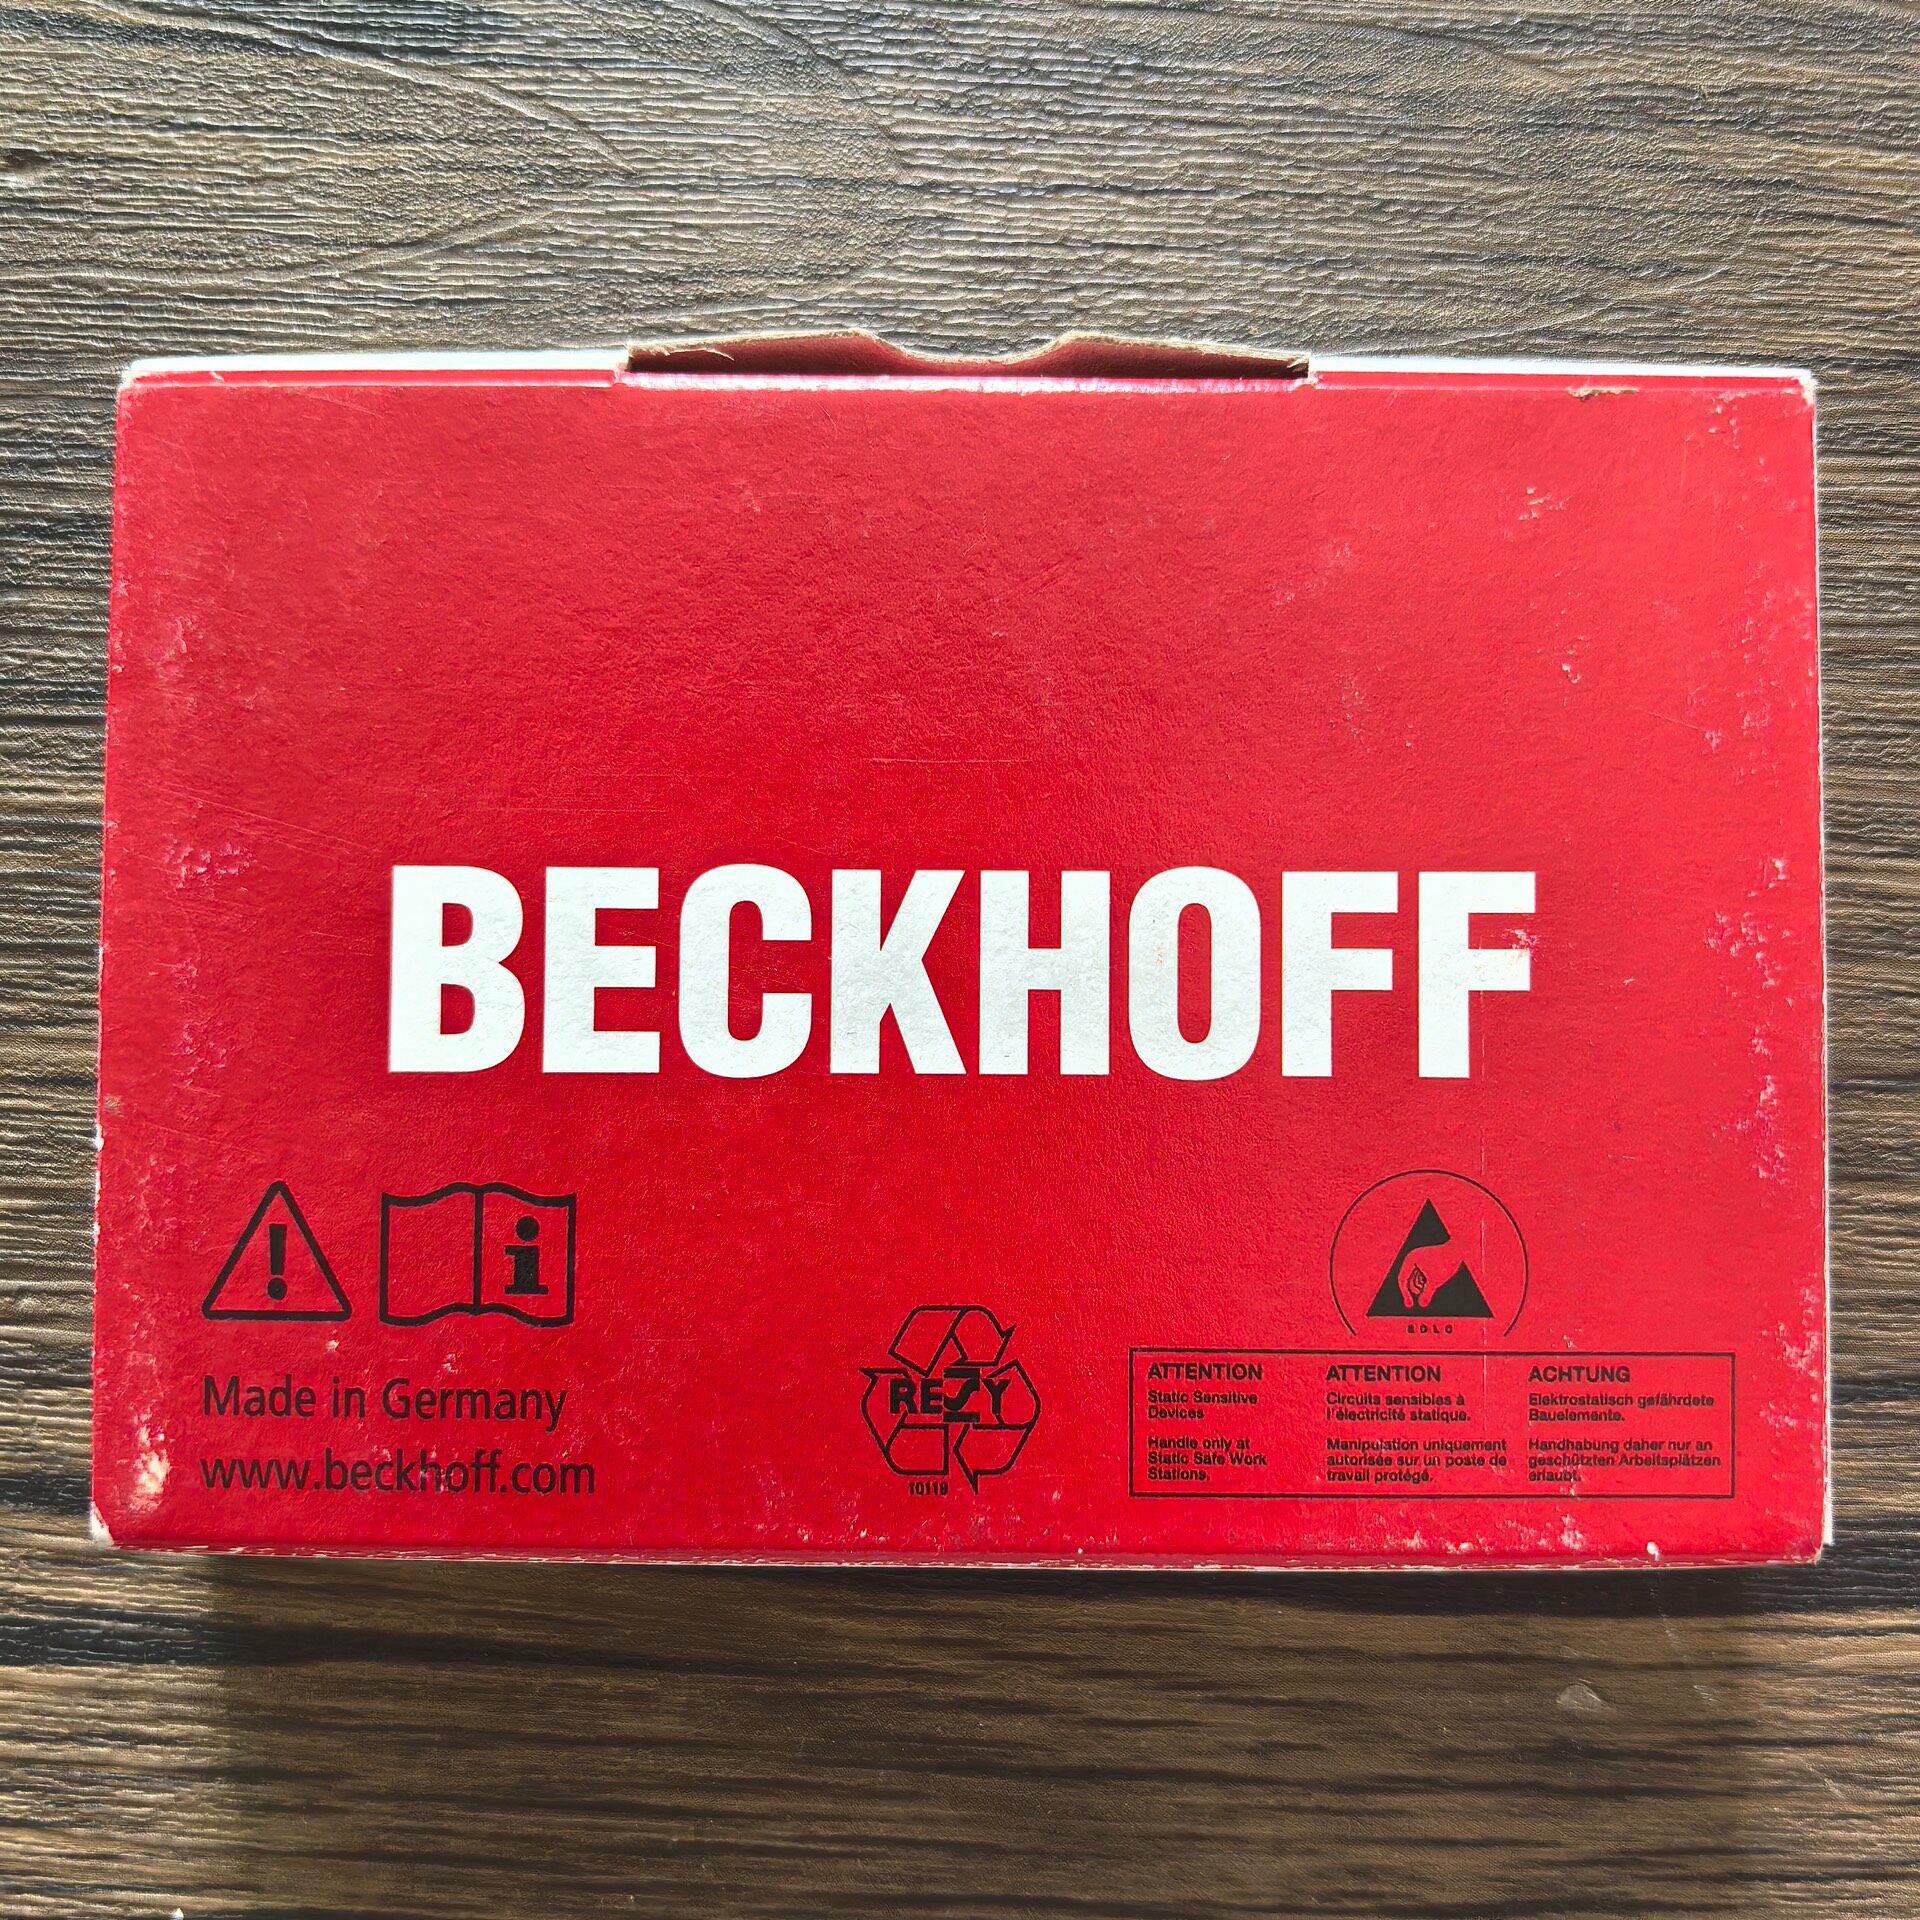 BECKHOFF
Made in Germany
www.beckhoff.com
RESY
10119
ATTENTION
Static Sensitive
Devices
Handle only at
Static Safe Work
Stations.
ATTENTION
Circuits sensibles à
l'électricité statique.
Manipulation uniquement
autorisée sur un poste de
travail protégé.
ACHTUNG
Elektrostatisch gefährdete
Bauelemente.
Handhabung daher nur an
geschützten Arbeitsplätzen
erlaubt.